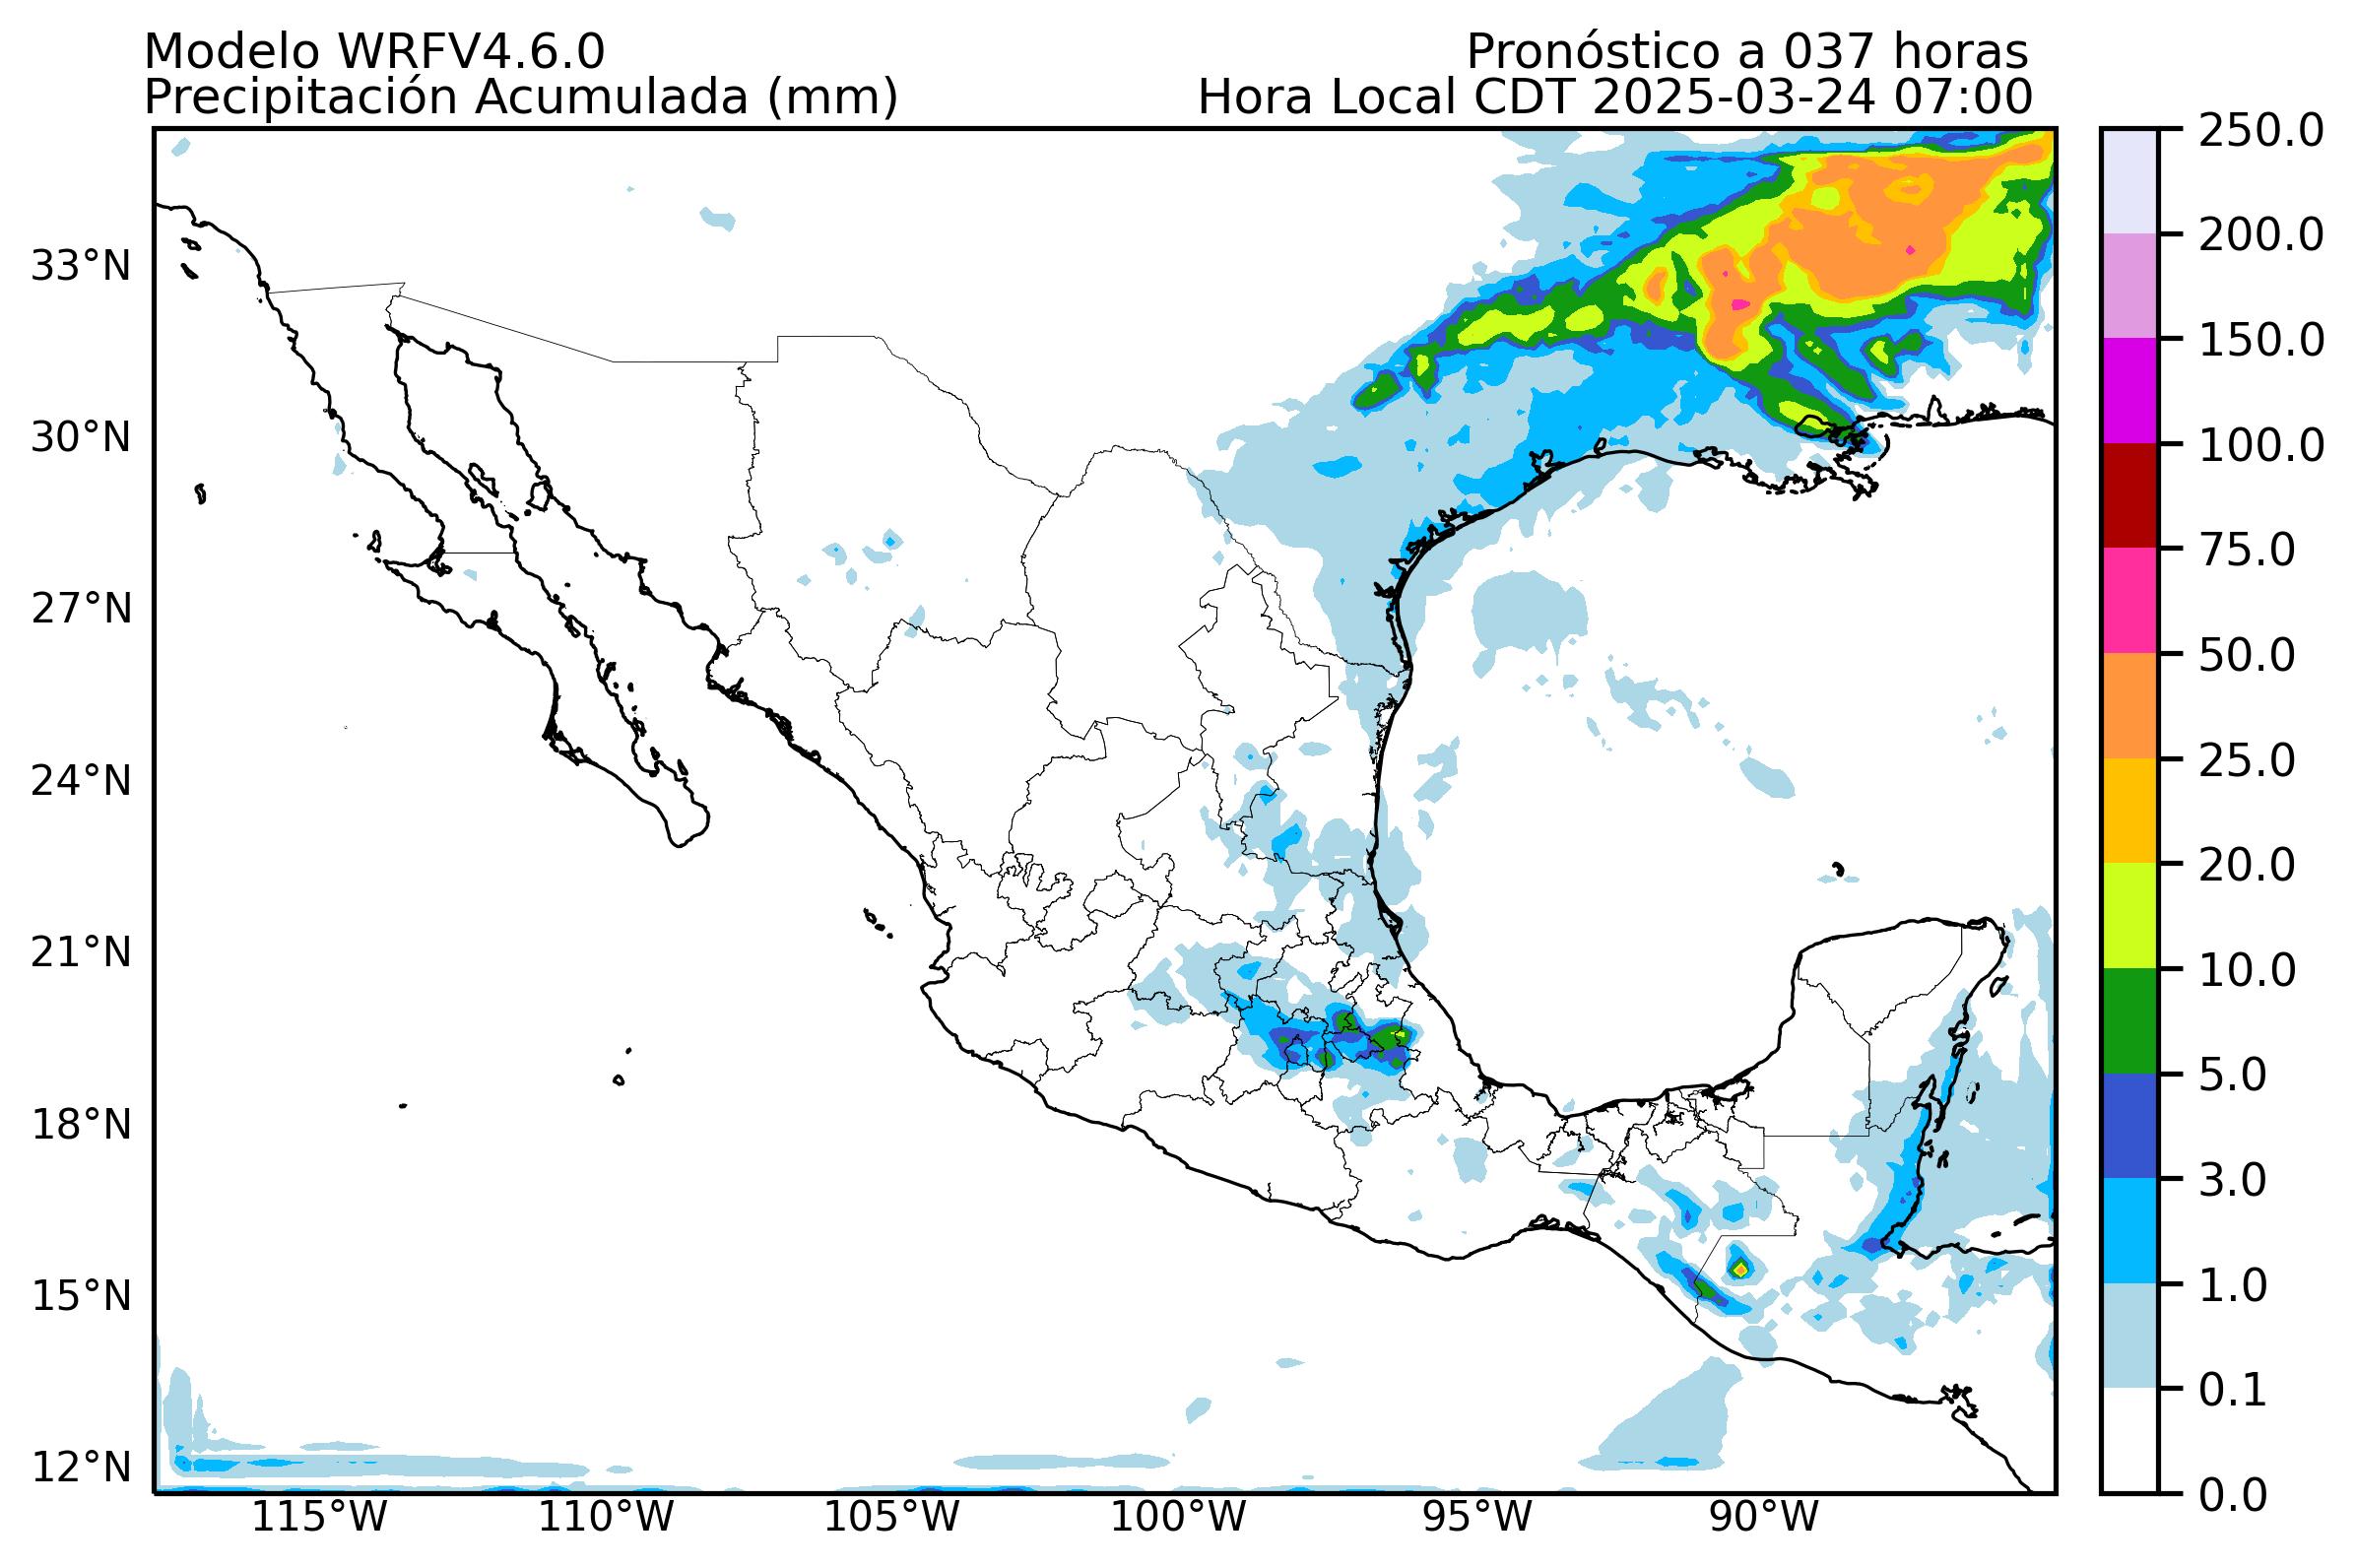 Modelo WRFV4.6.0
Pronóstico a 037 horas
Precipitación Acumulada (mm)
Hora Local CDT 2025-03-24 07:00
33°N
30°N
27°N
24°N
21°N
18°N
15°N
12°N
115°W
110°W
105°W
100°W
95°W
90°W
250.0
200.0
150.0
100.0
75.0
50.0
25.0
20.0
10.0
5.0
3.0
1.0
0.1
0.0